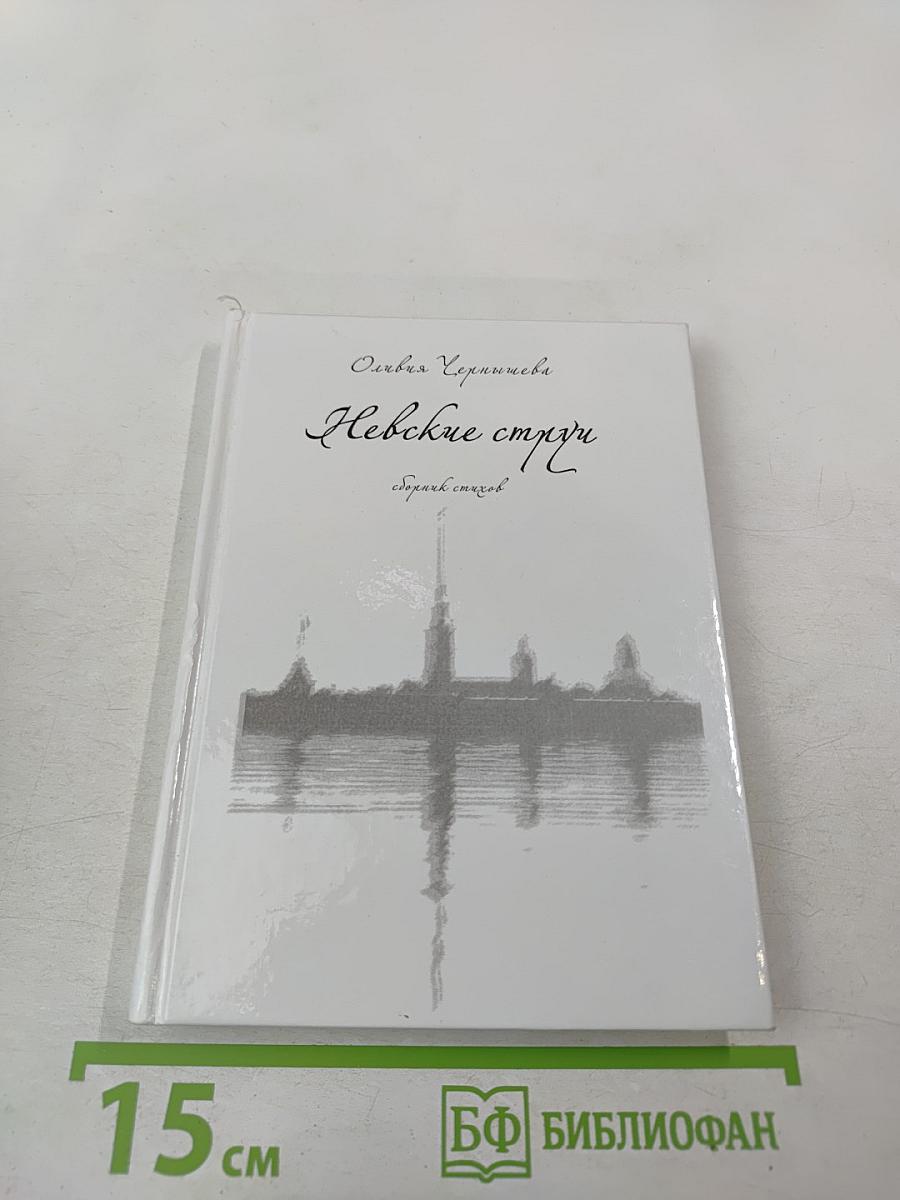 Оливия Чернышева
Невские струи
сборник стихов
15 см
БФ БИБЛИОФАН